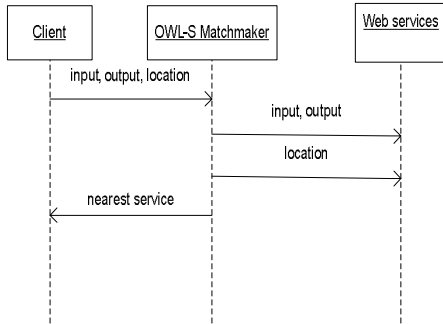 Client
OWL-S Matchmaker
Web services
input, output, location
input, output
location
nearest service